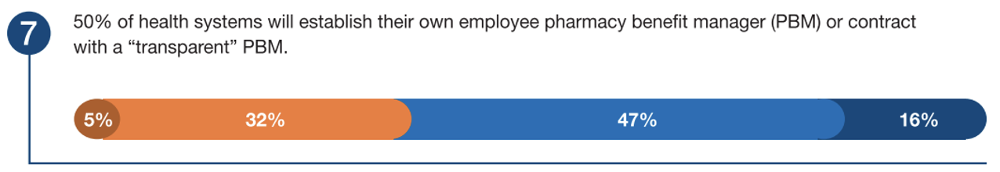 7
50% of health systems will establish their own employee pharmacy benefit manager (PBM) or contract
with a “transparent” PBM.
5% 32% 47% 16%